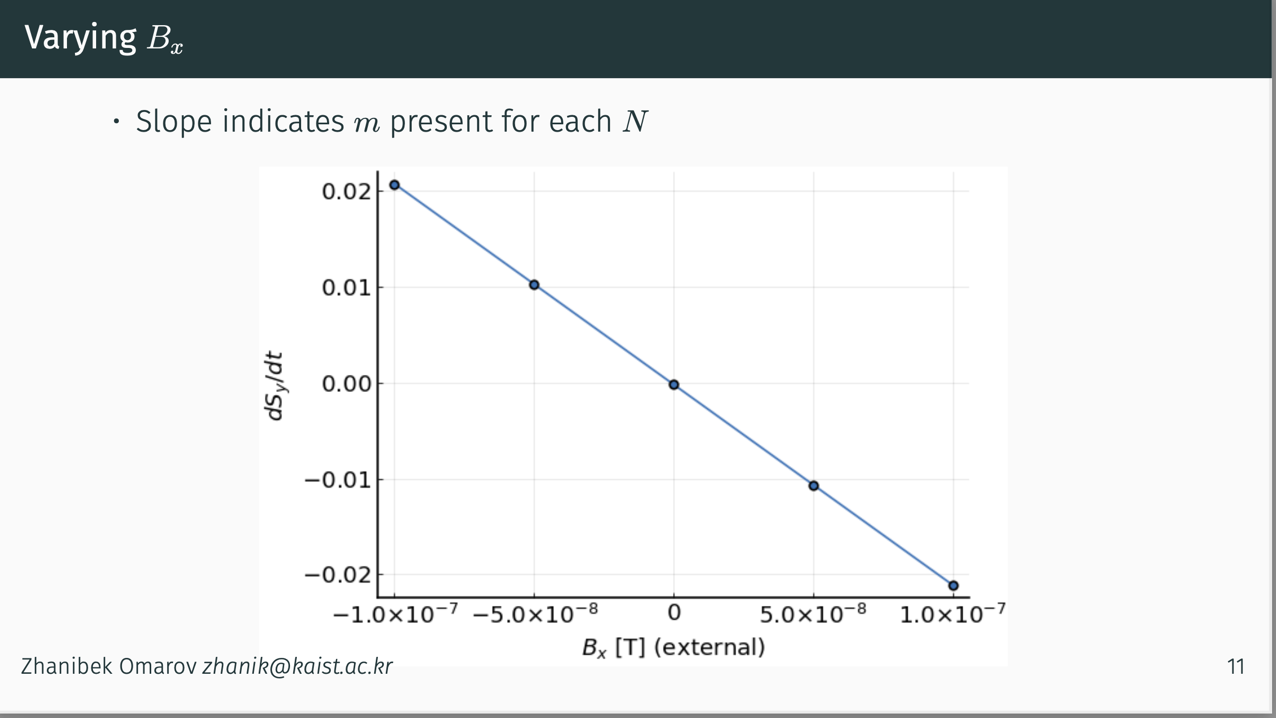 Varying Bₓ
• Slope indicates m present for each N
0.02
0.01
0.00
−0.01
−0.02
dSy/dt
−1.0×10⁻⁷ −5.0×10⁻⁸ 0 5.0×10⁻⁸ 1.0×10⁻⁷
Bₓ [T] (external)
Zhanibek Omarov zhanik@kaist.ac.kr 11